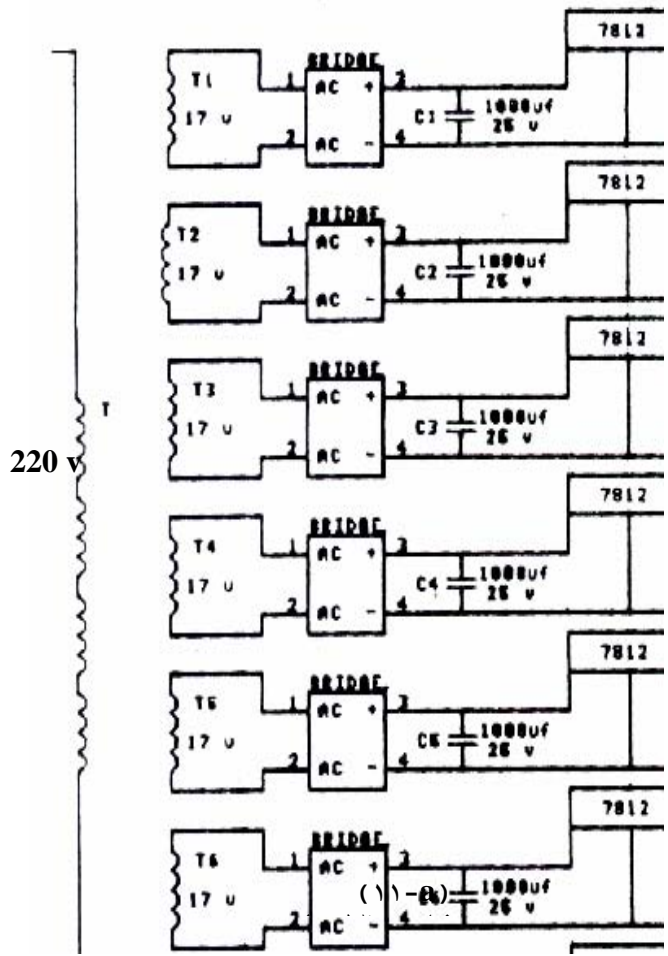 7812
BRIDGE
T1 1 AC + 3
17 v C1 1000uf
2 AC - 4 25 v
7812
BRIDGE
T2 1 AC + 3
17 v C2 1000uf
2 AC - 4 25 v
7812
BRIDGE
T3 1 AC + 3
17 v C3 1000uf
2 AC - 4 25 v
T
220 v
7812
BRIDGE
T4 1 AC + 3
17 v C4 1000uf
2 AC - 4 25 v
7812
BRIDGE
T5 1 AC + 3
17 v C5 1000uf
2 AC - 4 25 v
7812
BRIDGE
T6 1 AC + 3
17 v 1000uf
2 AC - 4 25 v